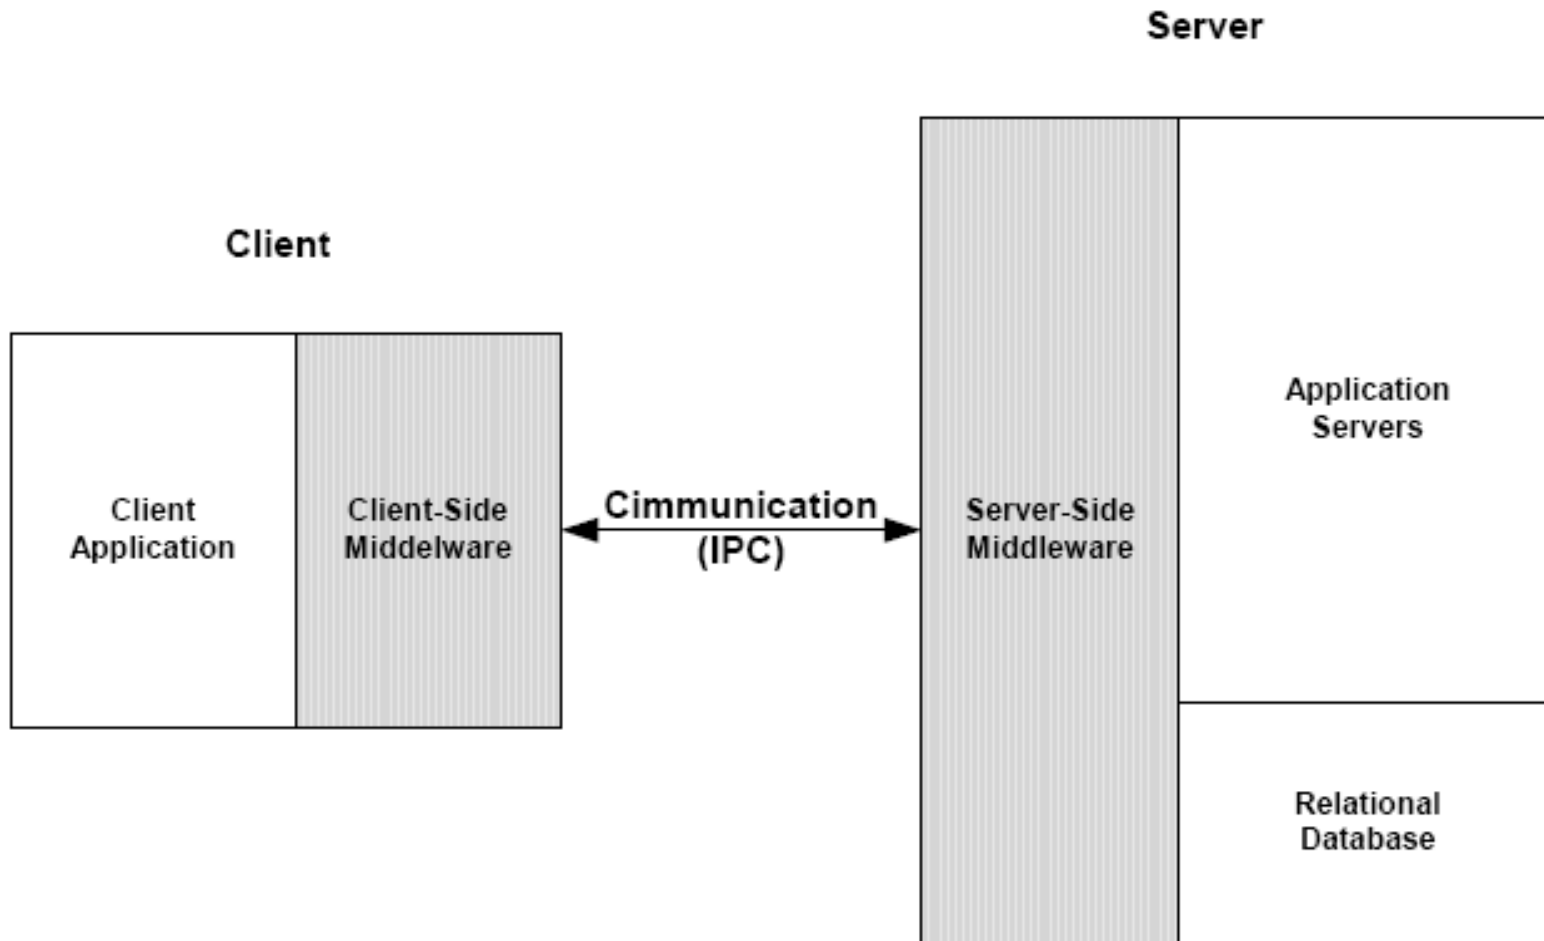 Server
Client
Application
Servers
Client
Application
Client-Side
Middelware
Cimmunication
(IPC)
Server-Side
Middleware
Relational
Database